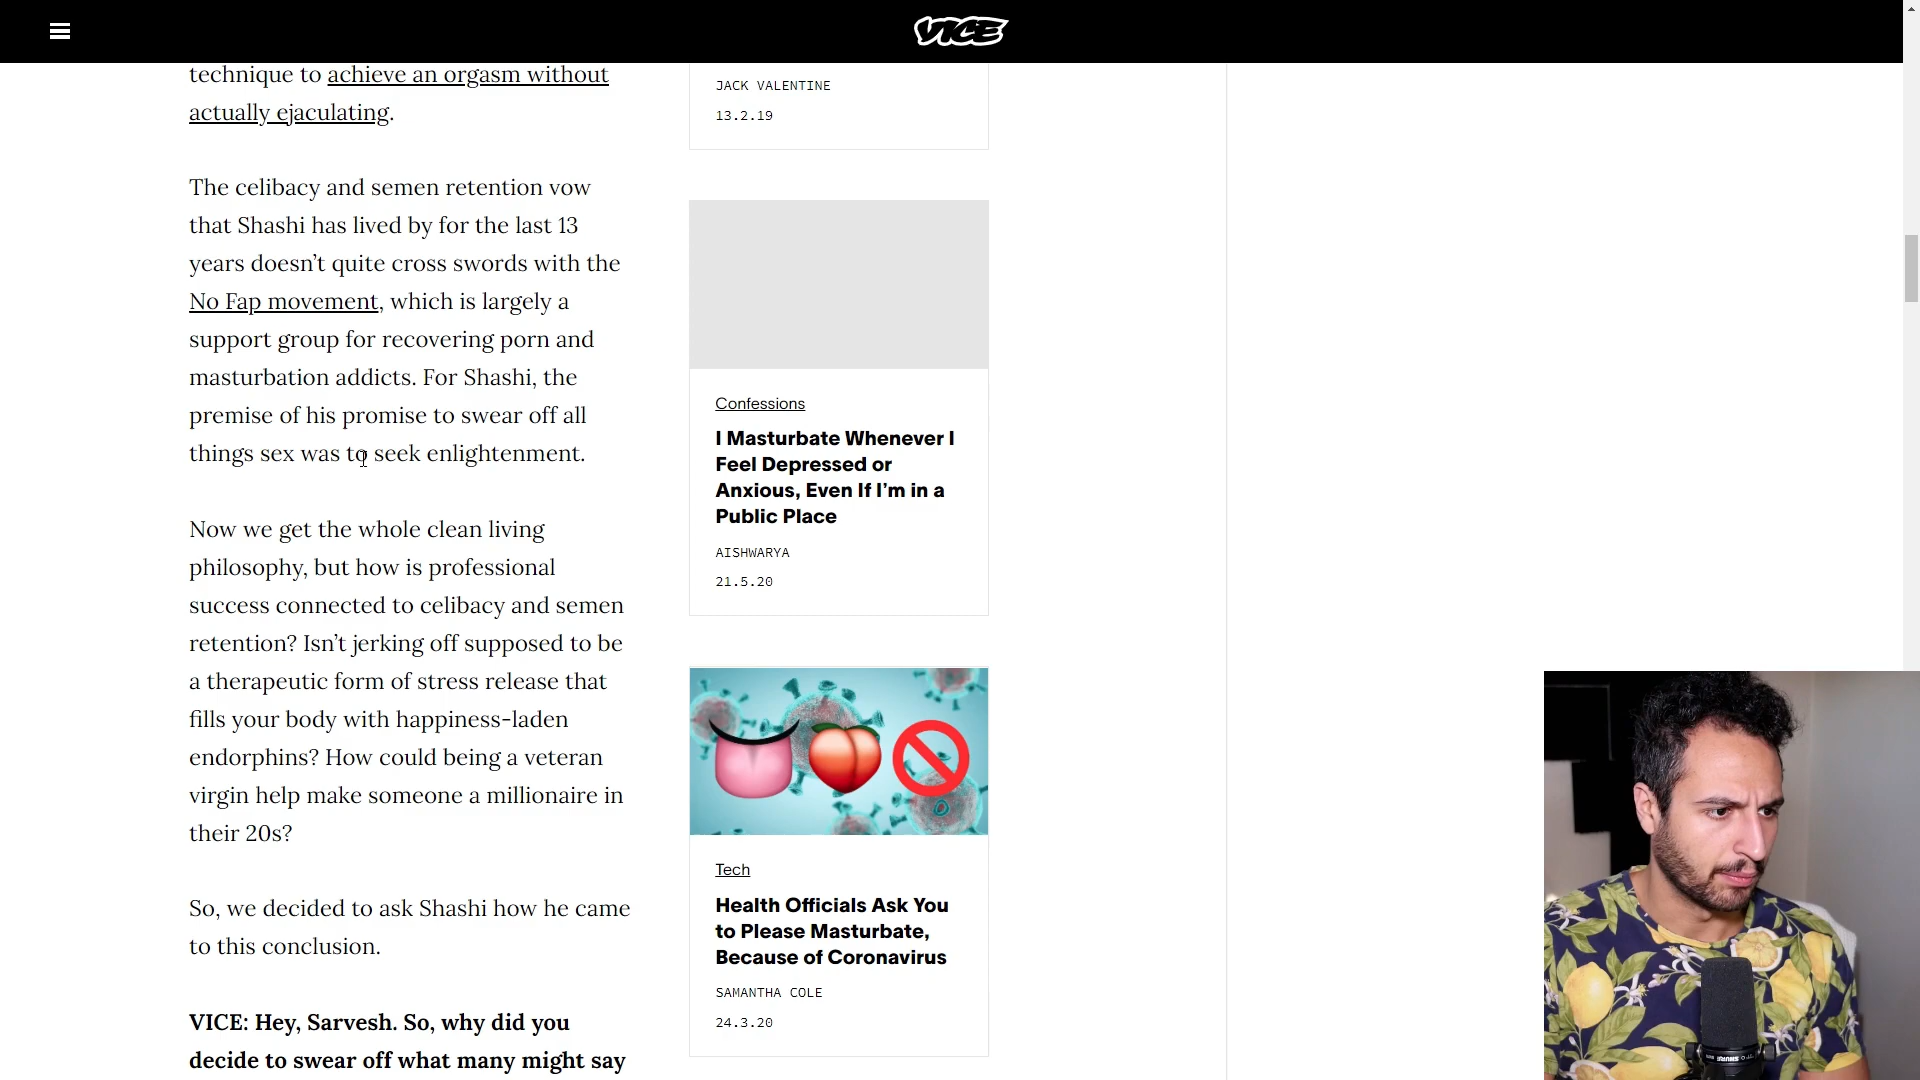 VICE
technique to achieve an orgasm without
actually ejaculating.
The celibacy and semen retention vow
that Shashi has lived by for the last 13
years doesn’t quite cross swords with the
No Fap movement, which is largely a
support group for recovering porn and
masturbation addicts. For Shashi, the
premise of his promise to swear off all
things sex was to seek enlightenment.
Now we get the whole clean living
philosophy, but how is professional
success connected to celibacy and semen
retention? Isn’t jerking off supposed to be
a therapeutic form of stress release that
fills your body with happiness-laden
endorphins? How could being a veteran
virgin help make someone a millionaire in
their 20s?
So, we decided to ask Shashi how he came
to this conclusion.
VICE: Hey, Sarvesh. So, why did you
decide to swear off what many might say
JACK VALENTINE
13.2.19
Confessions
I Masturbate Whenever I
Feel Depressed or
Anxious, Even If I’m in a
Public Place
AISHWARYA
21.5.20
Tech
Health Officials Ask You
to Please Masturbate,
Because of Coronavirus
SAMANTHA COLE
24.3.20